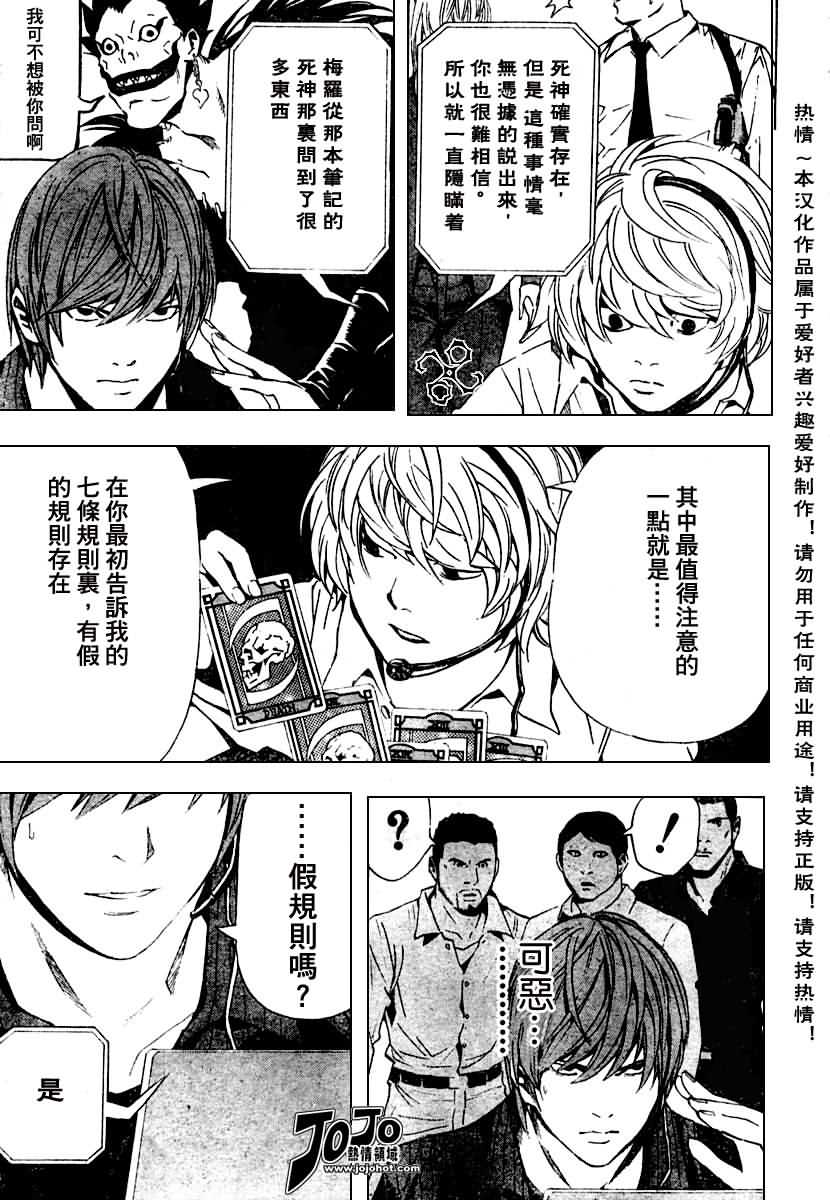 死神確實存在，
但是 這種事情毫
無憑據的説出來，
你也很難相信。
所以就一直隱瞞着
梅羅從那本筆記的
死神那裏問到了很
多東西
我可不想被你問啊
其中最值得注意的
一點就是……
在你最初告訴我的
七條規則裏，有假
的規則存在
！
？
可惡…
……………
……假規則嗎？
是
热情~本汉化作品属于爱好者兴趣爱好制作！请勿用于任何商业用途！请支持正版！请支持热情！
DEATH
XIII
XIII
XIII
JOJO
熱情領域
www.jojohot.com